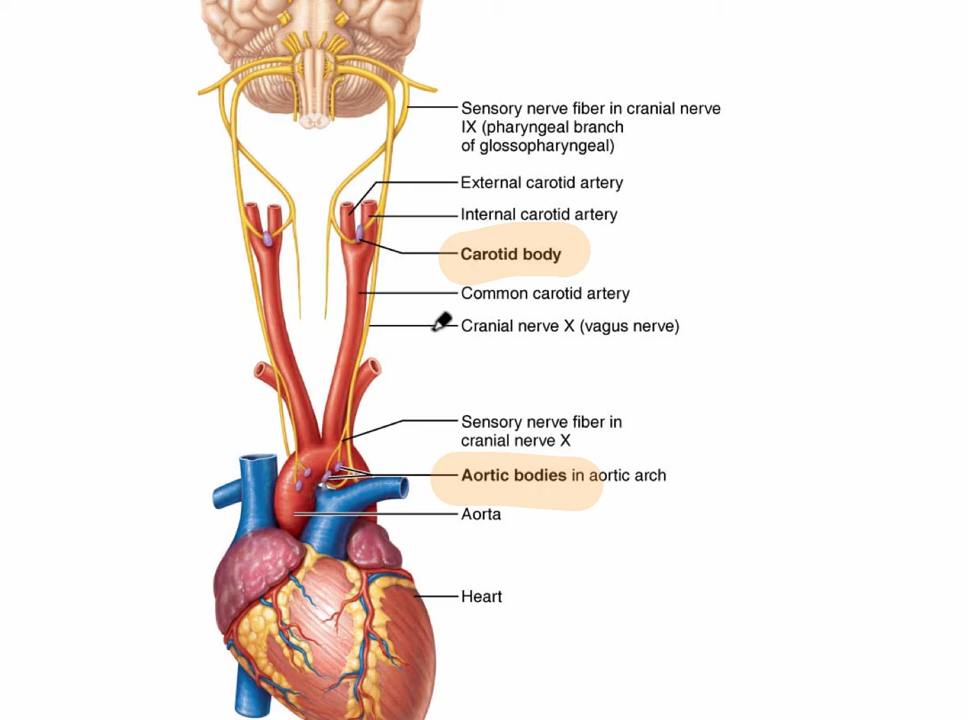 Sensory nerve fiber in cranial nerve
IX (pharyngeal branch
of glossopharyngeal)
External carotid artery
Internal carotid artery
Carotid body
Common carotid artery
Cranial nerve X (vagus nerve)
Sensory nerve fiber in
cranial nerve X
Aortic bodies in aortic arch
Aorta
Heart